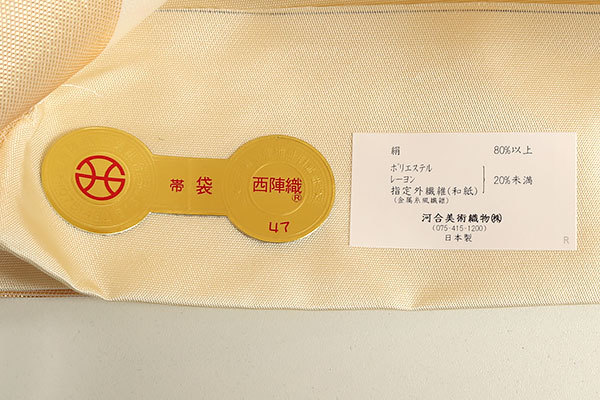 帯 袋
西陣織
®
47
絹 80%以上
ポリエステル
レーヨン 20%未満
指定外繊維(和紙)
(金属糸風繊維)
河合美術織物㈱
(075-415-1200)
日本製
R